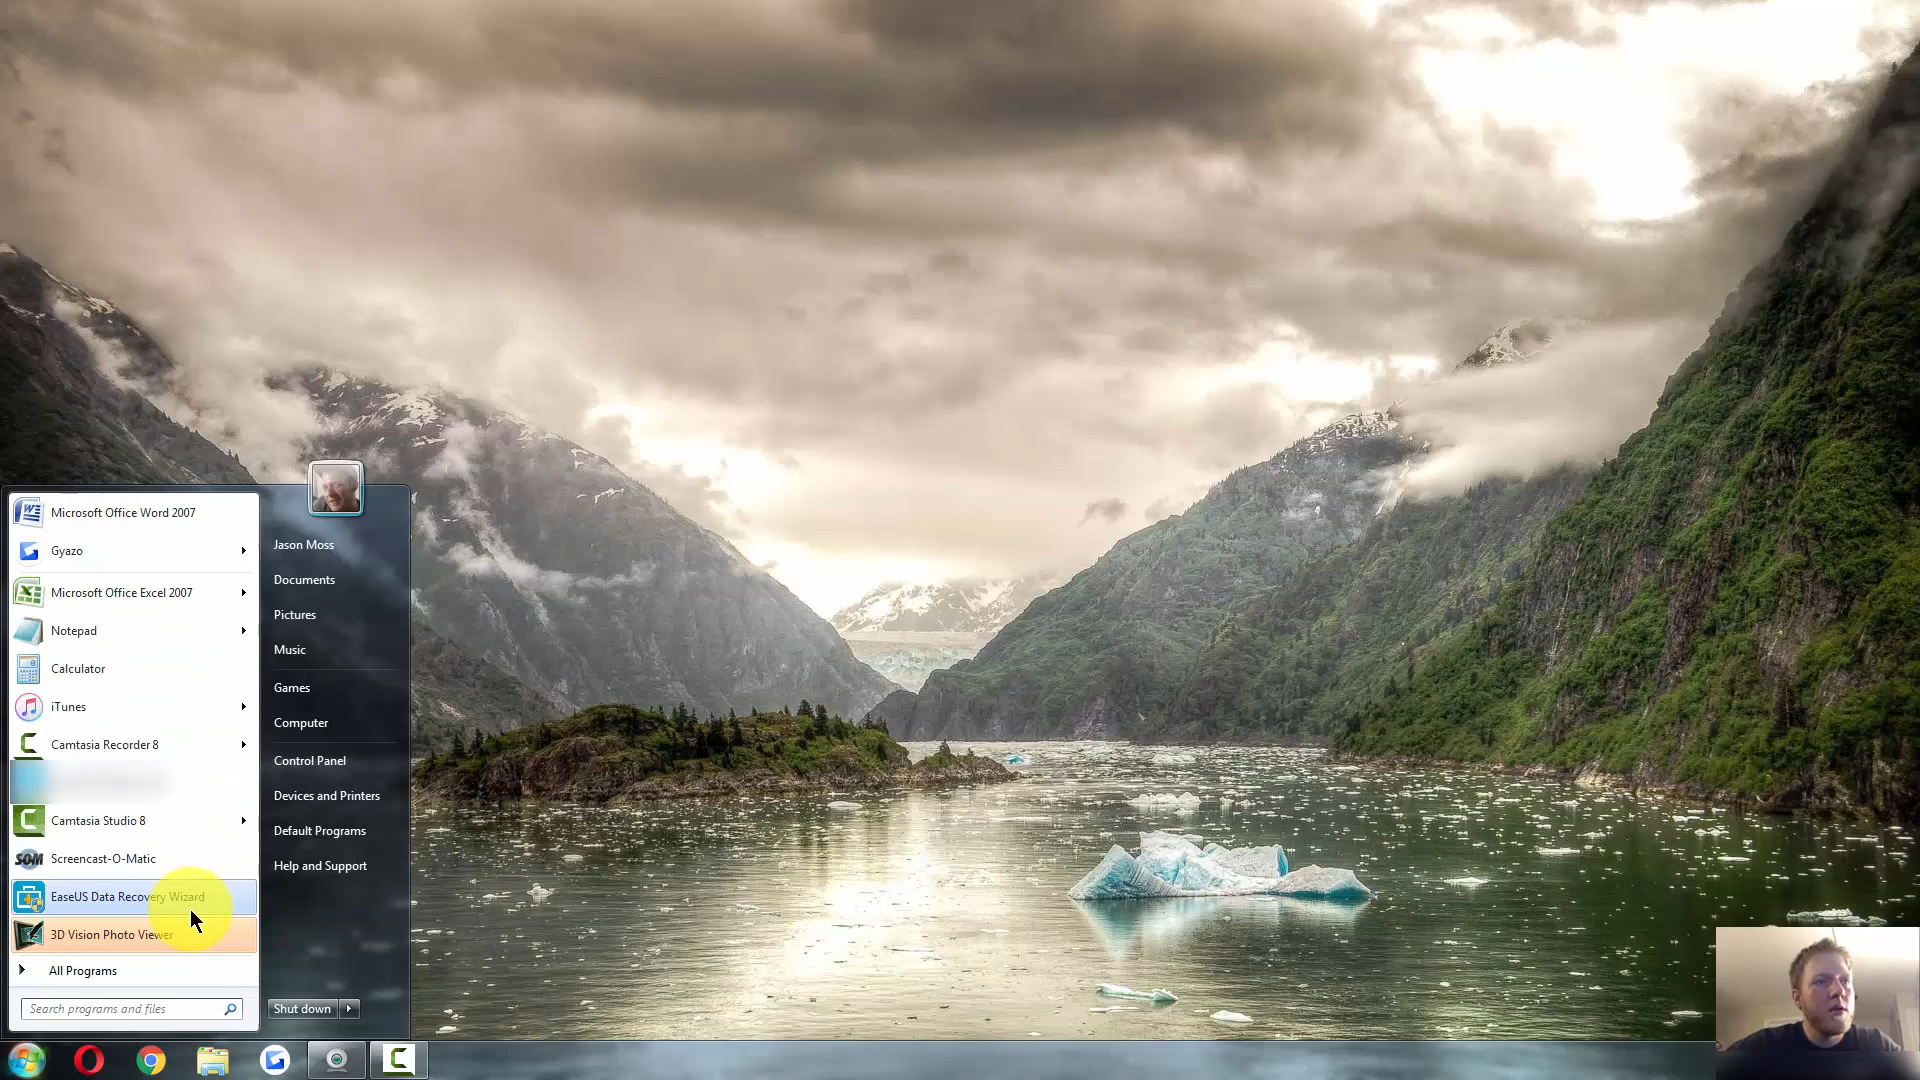 Microsoft Office Word 2007
Gyazo
Microsoft Office Excel 2007
Notepad
Calculator
iTunes
Camtasia Recorder 8
Camtasia Studio 8
SOM Screencast-O-Matic
EaseUS Data Recovery Wizard
3D Vision Photo Viewer
All Programs
Search programs and files
Jason Moss
Documents
Pictures
Music
Games
Computer
Control Panel
Devices and Printers
Default Programs
Help and Support
Shut down